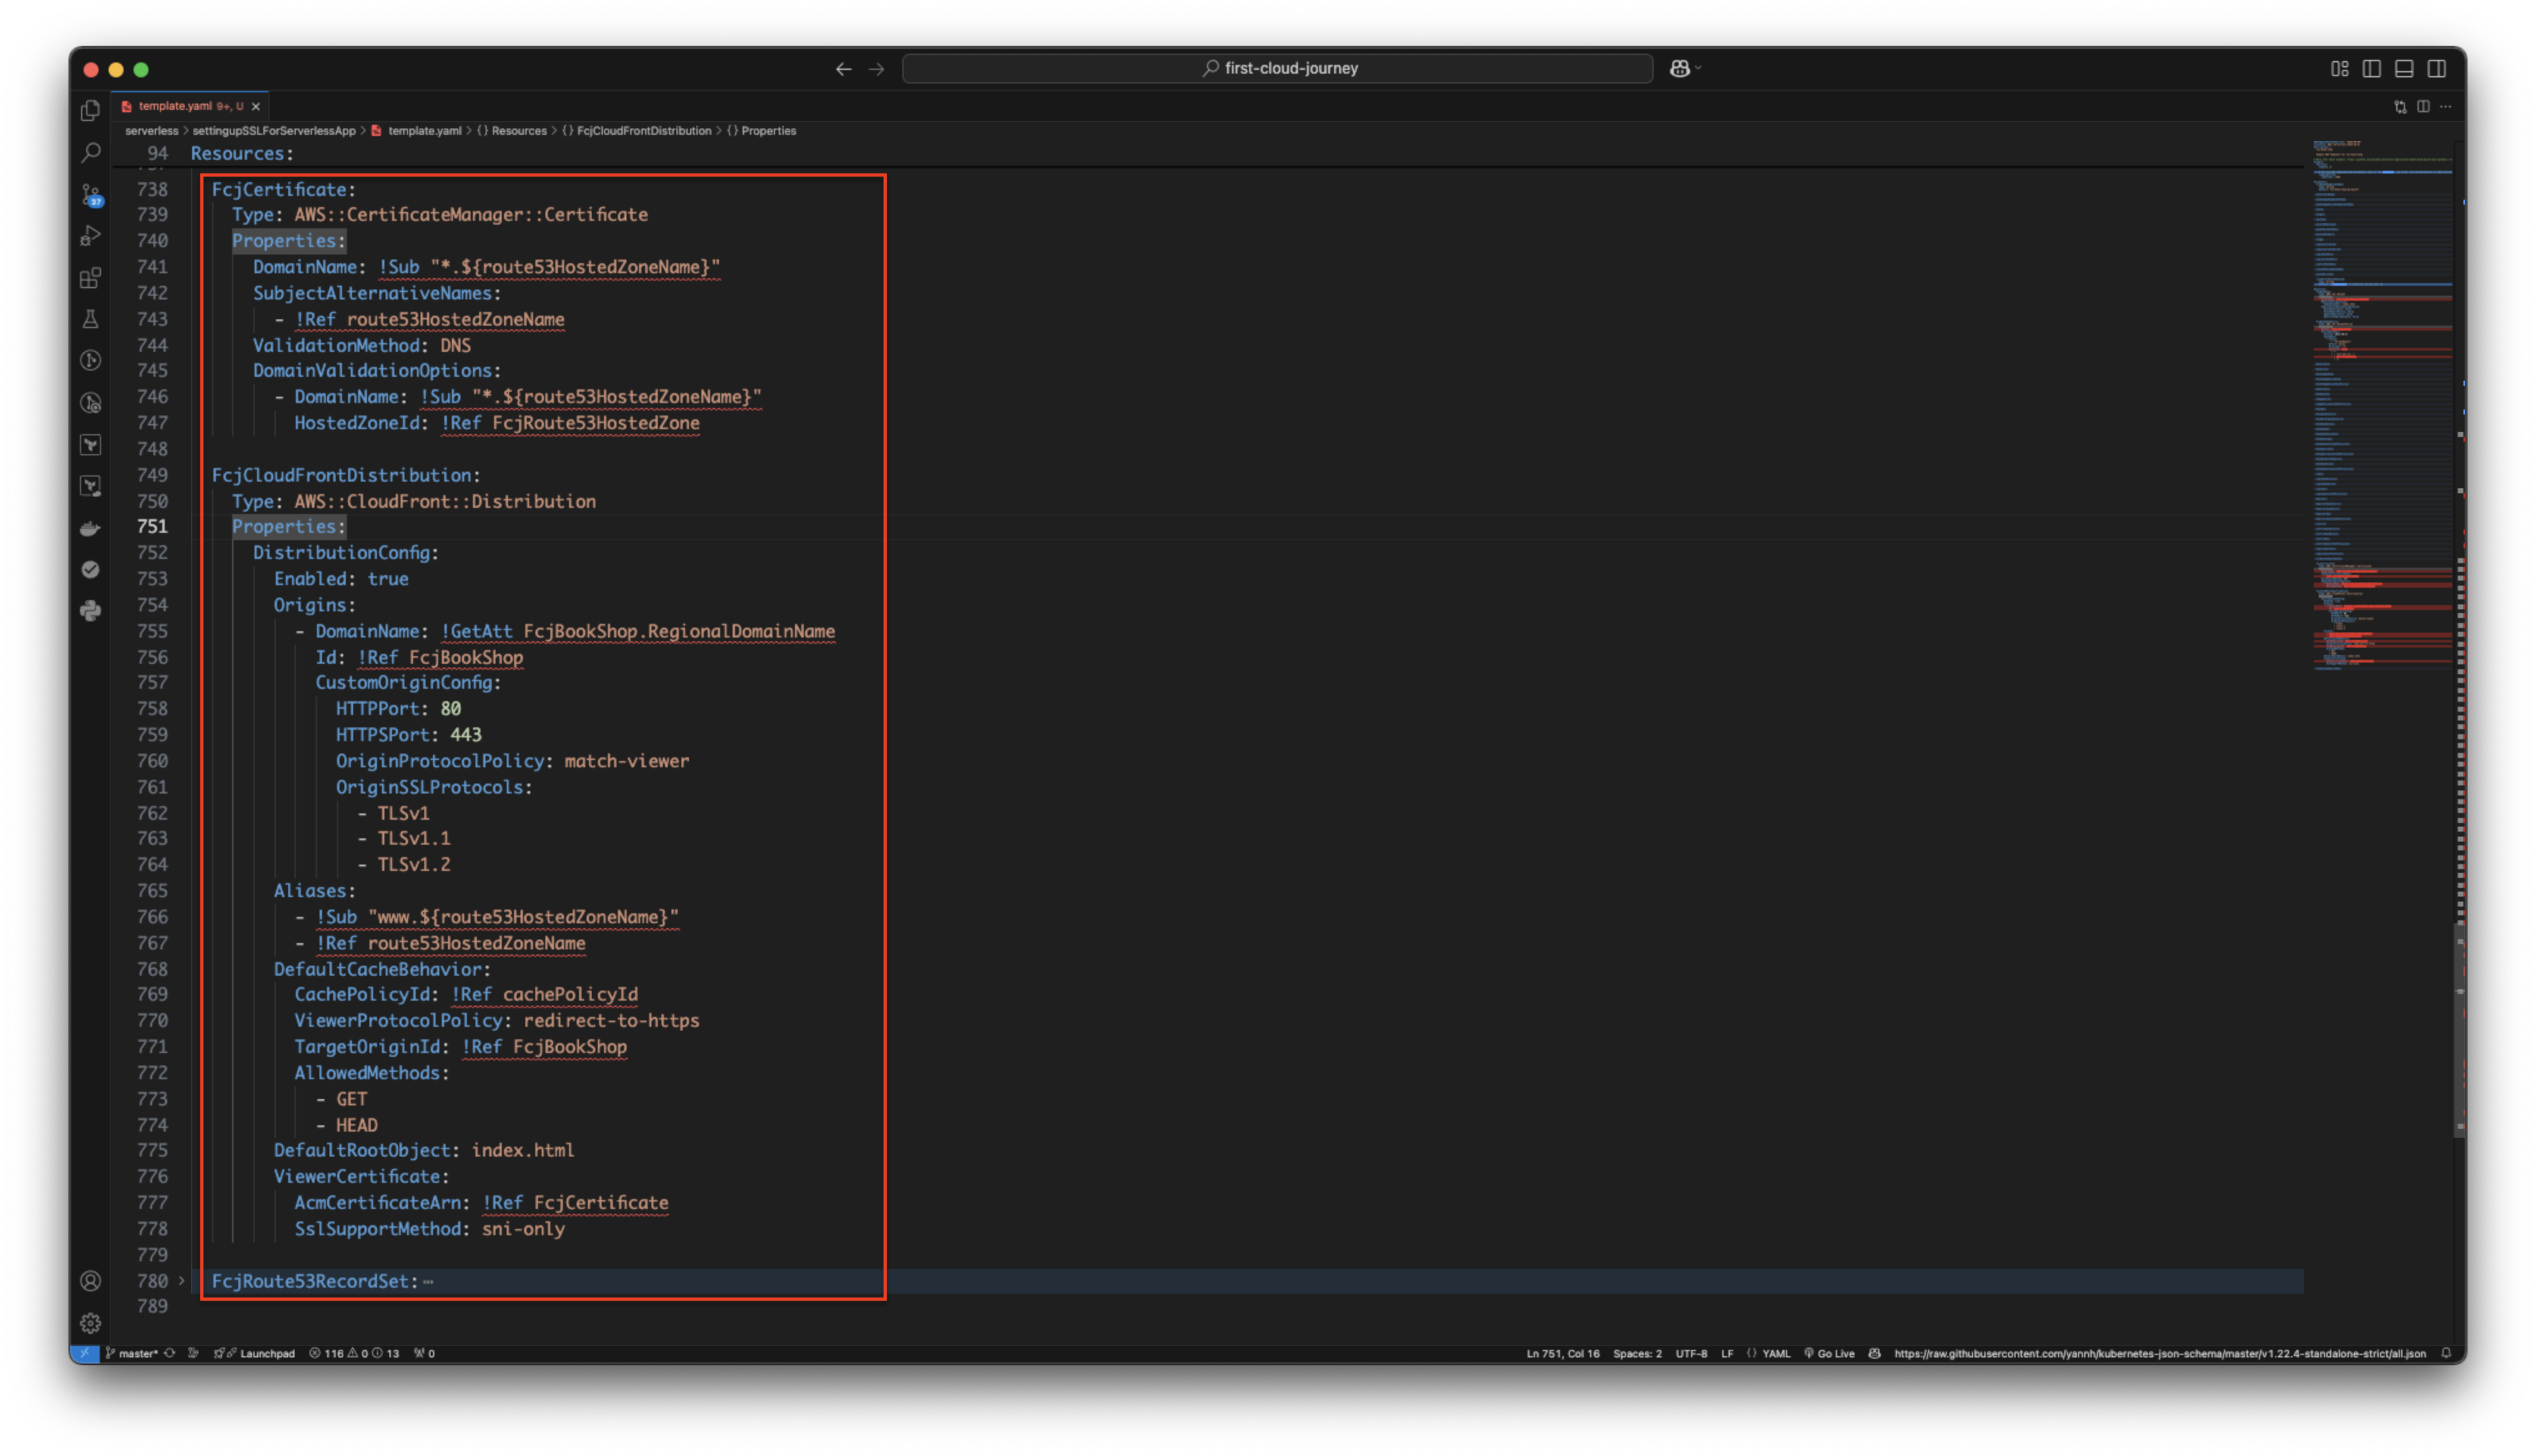 first-cloud-journey
template.yaml 9+, U
serverless > settingupSSLForServerlessApp > template.yaml > {} Resources > {} FcjCloudFrontDistribution > {} Properties
94 Resources:
738 FcjCertificate:
739 Type: AWS::CertificateManager::Certificate
740 Properties:
741 DomainName: !Sub "*.${route53HostedZoneName}"
742 SubjectAlternativeNames:
743 - !Ref route53HostedZoneName
744 ValidationMethod: DNS
745 DomainValidationOptions:
746 - DomainName: !Sub "*.${route53HostedZoneName}"
747 HostedZoneId: !Ref FcjRoute53HostedZone
748
749 FcjCloudFrontDistribution:
750 Type: AWS::CloudFront::Distribution
751 Properties:
752 DistributionConfig:
753 Enabled: true
754 Origins:
755 - DomainName: !GetAtt FcjBookShop.RegionalDomainName
756 Id: !Ref FcjBookShop
757 CustomOriginConfig:
758 HTTPPort: 80
759 HTTPSPort: 443
760 OriginProtocolPolicy: match-viewer
761 OriginSSLProtocols:
762 - TLSv1
763 - TLSv1.1
764 - TLSv1.2
765 Aliases:
766 - !Sub "www.${route53HostedZoneName}"
767 - !Ref route53HostedZoneName
768 DefaultCacheBehavior:
769 CachePolicyId: !Ref cachePolicyId
770 ViewerProtocolPolicy: redirect-to-https
771 TargetOriginId: !Ref FcjBookShop
772 AllowedMethods:
773 - GET
774 - HEAD
775 DefaultRootObject: index.html
776 ViewerCertificate:
777 AcmCertificateArn: !Ref FcjCertificate
778 SslSupportMethod: sni-only
779
780 FcjRoute53RecordSet: ⋯
789
37
master* Launchpad 116 0 13 0 Ln 751, Col 16 Spaces: 2 UTF-8 LF {} YAML Go Live https://raw.githubusercontent.com/yannh/kubernetes-json-schema/master/v1.22.4-standalone-strict/all.json